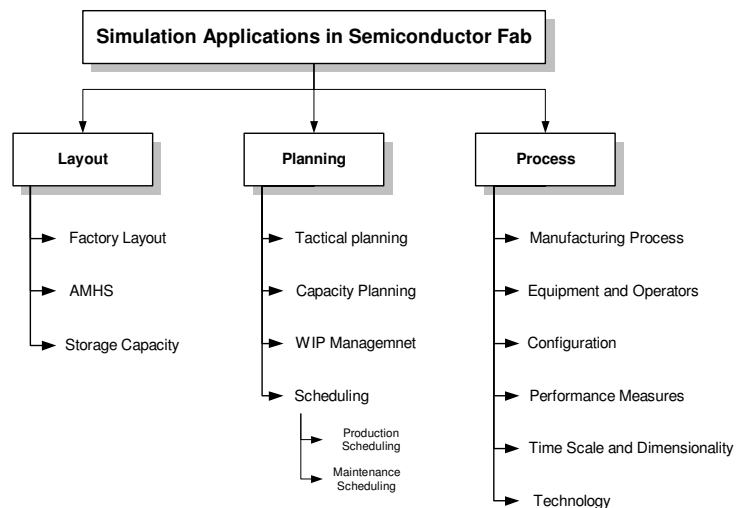 Simulation Applications in Semiconductor Fab
Layout
Factory Layout
AMHS
Storage Capacity
Planning
Tactical planning
Capacity Planning
WIP Managemnet
Scheduling
Production
Scheduling
Maintenance
Scheduling
Process
Manufacturing Process
Equipment and Operators
Configuration
Performance Measures
Time Scale and Dimensionality
Technology